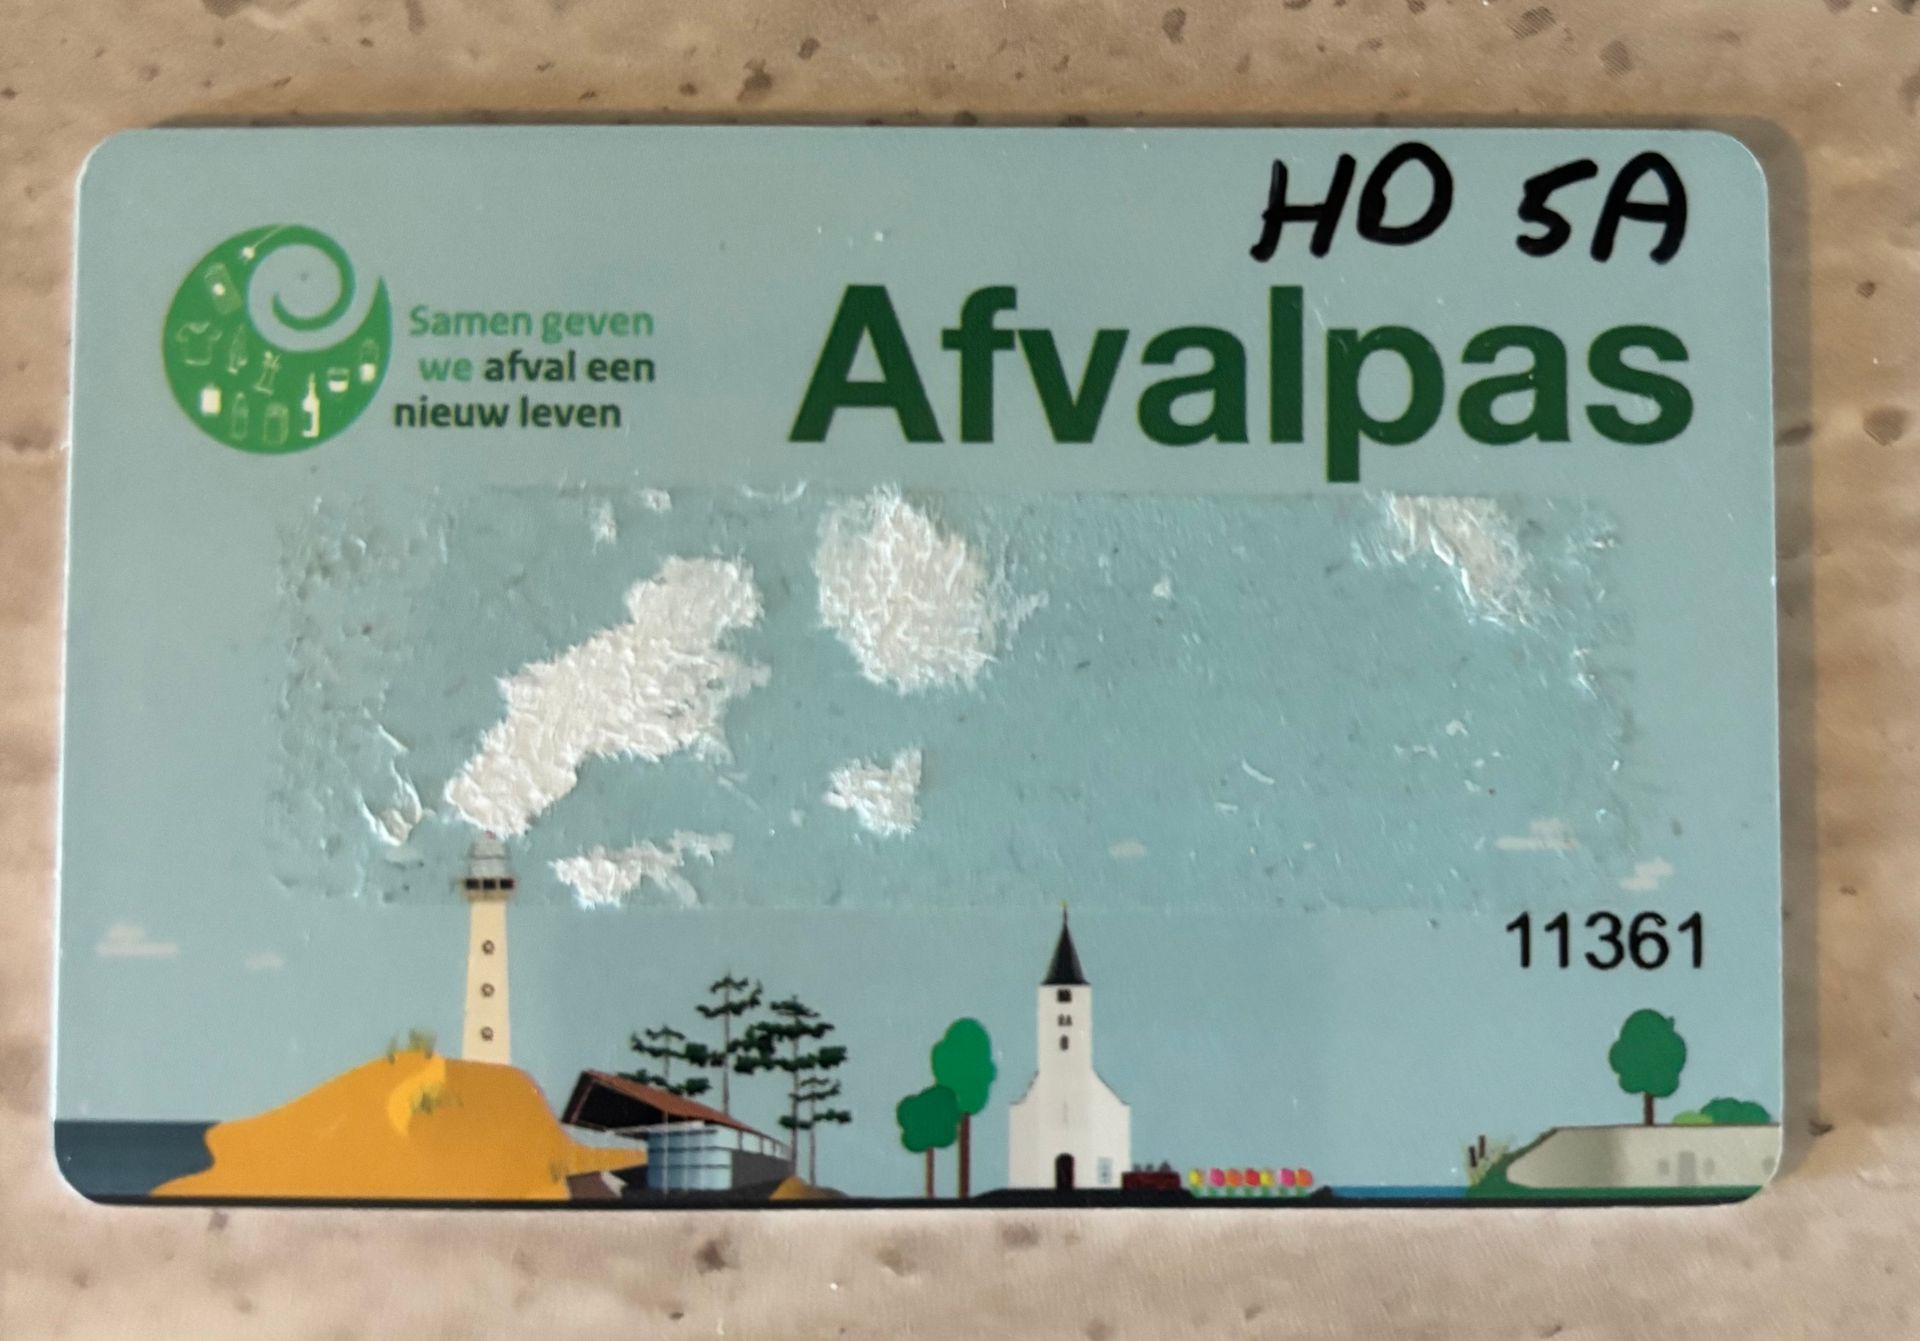 HO 5A
Samen geven
we afval een
nieuw leven
Afvalpas
11361